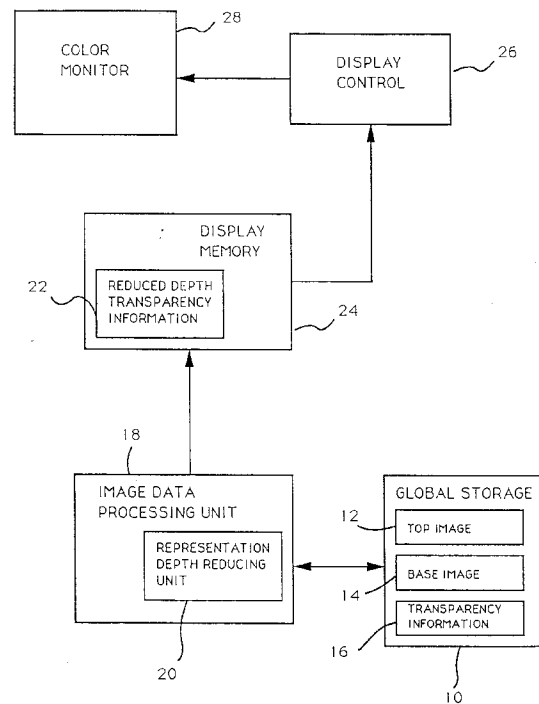 28
COLOR
MONITOR
DISPLAY
CONTROL
26
DISPLAY
MEMORY
22
REDUCED DEPTH
TRANSPARENCY
INFORMATION
24
18
IMAGE DATA
PROCESSING UNIT
REPRESENTATION
DEPTH REDUCING
UNIT
20
GLOBAL STORAGE
12
TOP IMAGE
14
BASE IMAGE
TRANSPARENCY
INFORMATION
16
10